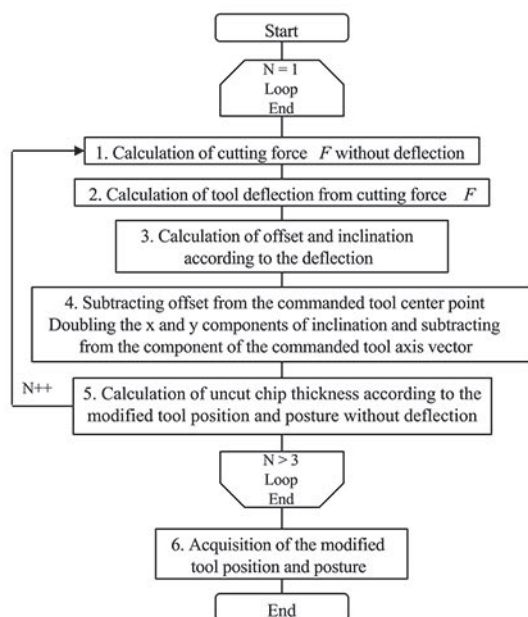 Start
N = 1
Loop
End
1. Calculation of cutting force F without deflection
2. Calculation of tool deflection from cutting force F
3. Calculation of offset and inclination
according to the deflection
4. Subtracting offset from the commanded tool center point
Doubling the x and y components of inclination and subtracting
from the component of the commanded tool axis vector
N++
5. Calculation of uncut chip thickness according to the
modified tool position and posture without deflection
N > 3
Loop
End
6. Acquisition of the modified
tool position and posture
End